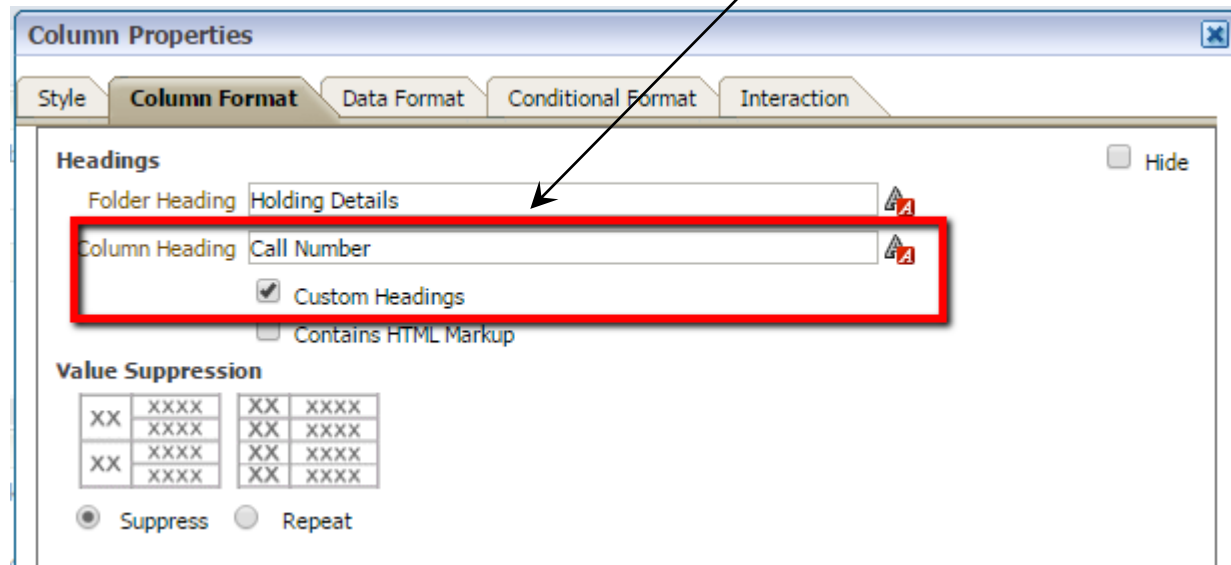 Column Properties
Style Column Format Data Format Conditional Format Interaction
Headings
Hide
Folder Heading Holding Details
Column Heading Call Number
Custom Headings
Contains HTML Markup
Value Suppression
XX XXXX XX XXXX
XXXX XX XXXX
XX XXXX XX XXXX
XXXX XX XXXX
Suppress Repeat